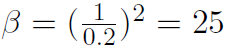 β = (1/0.2)² = 25